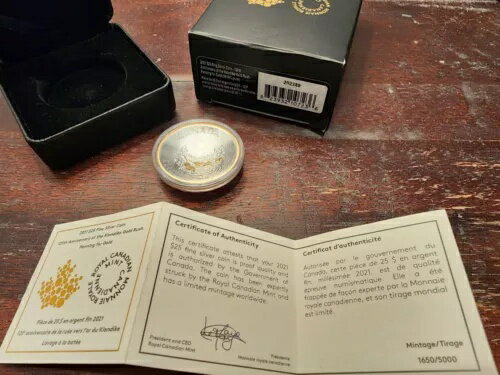 202189
2021 $25 Fine Silver Coin
125th Anniversary of the Klondike Gold Rush
Panning for Gold
ROYAL CANADIAN MINT
MONNAIE ROYALE CANADIENNE
Pièce de 25 $ en argent fin 2021
125e anniversaire de la ruée vers l'or du Klondike
Lavage à la batée
Certificate of Authenticity
This certificate attests that your 2021
$25 fine silver coin is proof quality and
is authorized by the Government of
Canada. The coin has been expertly
struck by the Royal Canadian Mint and
has a limited mintage worldwide.
President and CEO
Royal Canadian Mint
Présidente
Monnaie royale canadienne
Certificat d'authenticité
Autorisée par le gouvernement du
Canada, cette pièce de 25 $ en argent
fin, millésimée 2021, est de qualité
épreuve numismatique. Elle a été
frappée de façon experte par la Monnaie
royale canadienne, et son tirage mondial
est limité.
Mintage/Tirage
1650/5000